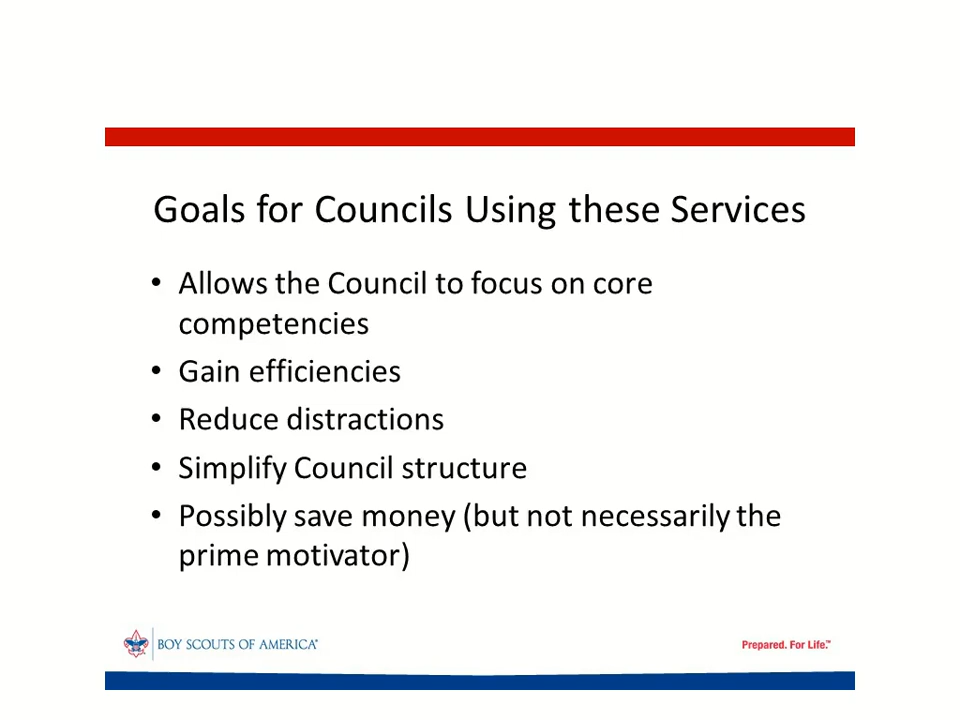 Goals for Councils Using these Services
• Allows the Council to focus on core
competencies
• Gain efficiencies
• Reduce distractions
• Simplify Council structure
• Possibly save money (but not necessarily the
prime motivator)
BOY SCOUTS OF AMERICA®
Prepared. For Life.™